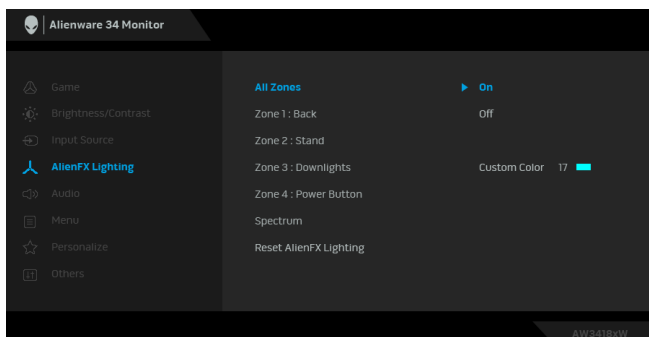 Alienware 34 Monitor
Game
Brightness/Contrast
Input Source
AlienFX Lighting
Audio
Menu
Personalize
Others
All Zones
Zone 1 : Back
Zone 2 : Stand
Zone 3 : Downlights
Zone 4 : Power Button
Spectrum
Reset AlienFX Lighting
On
Off
Custom Color 17
AW3418xW